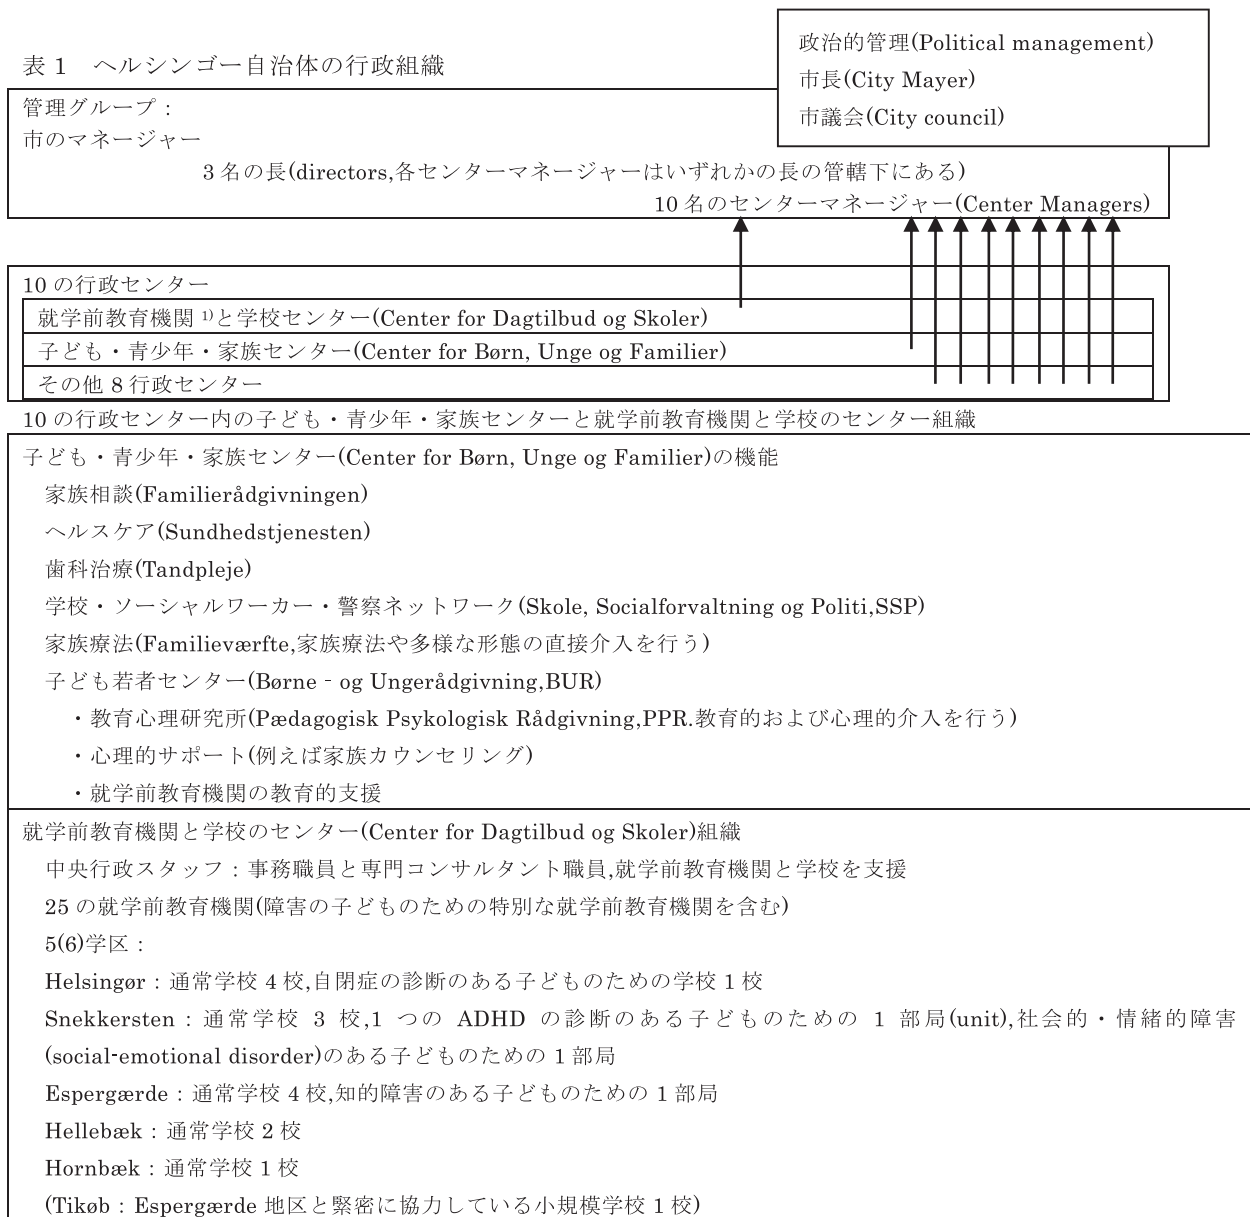 政治的管理(Political management)
市長(City Mayer)
市議会(City council)
表 1　ヘルシンゴー自治体の行政組織
管理グループ：
市のマネージャー
3 名の長(directors,各センターマネージャーはいずれかの長の管轄下にある)
10 名のセンターマネージャー(Center Managers)
10 の行政センター
就学前教育機関 1)と学校センター(Center for Dagtilbud og Skoler)
子ども・青少年・家族センター(Center for Børn, Unge og Familier)
その他 8 行政センター
10 の行政センター内の子ども・青少年・家族センターと就学前教育機関と学校のセンター組織
子ども・青少年・家族センター(Center for Børn, Unge og Familier)の機能
家族相談(Familierådgivningen)
ヘルスケア(Sundhedstjenesten)
歯科治療(Tandpleje)
学校・ソーシャルワーカー・警察ネットワーク(Skole, Socialforvaltning og Politi,SSP)
家族療法(Familieværfte,家族療法や多様な形態の直接介入を行う)
子ども若者センター(Børne‐og Ungerådgivning,BUR)
・教育心理研究所(Pædagogisk Psykologisk Rådgivning,PPR.教育的および心理的介入を行う)
・心理的サポート(例えば家族カウンセリング)
・就学前教育機関の教育的支援
就学前教育機関と学校のセンター(Center for Dagtilbud og Skoler)組織
中央行政スタッフ：事務職員と専門コンサルタント職員,就学前教育機関と学校を支援
25 の就学前教育機関(障害の子どものための特別な就学前教育機関を含む)
5(6)学区：
Helsingør：通常学校 4 校,自閉症の診断のある子どものための学校 1 校
Snekkersten：通常学校 3 校,1 つの ADHD の診断のある子どものための 1 部局(unit),社会的・情緒的障害
(social-emotional disorder)のある子どものための 1 部局
Espergærde：通常学校 4 校,知的障害のある子どものための 1 部局
Hellebæk：通常学校 2 校
Hornbæk：通常学校 1 校
(Tikøb：Espergærde 地区と緊密に協力している小規模学校 1 校)